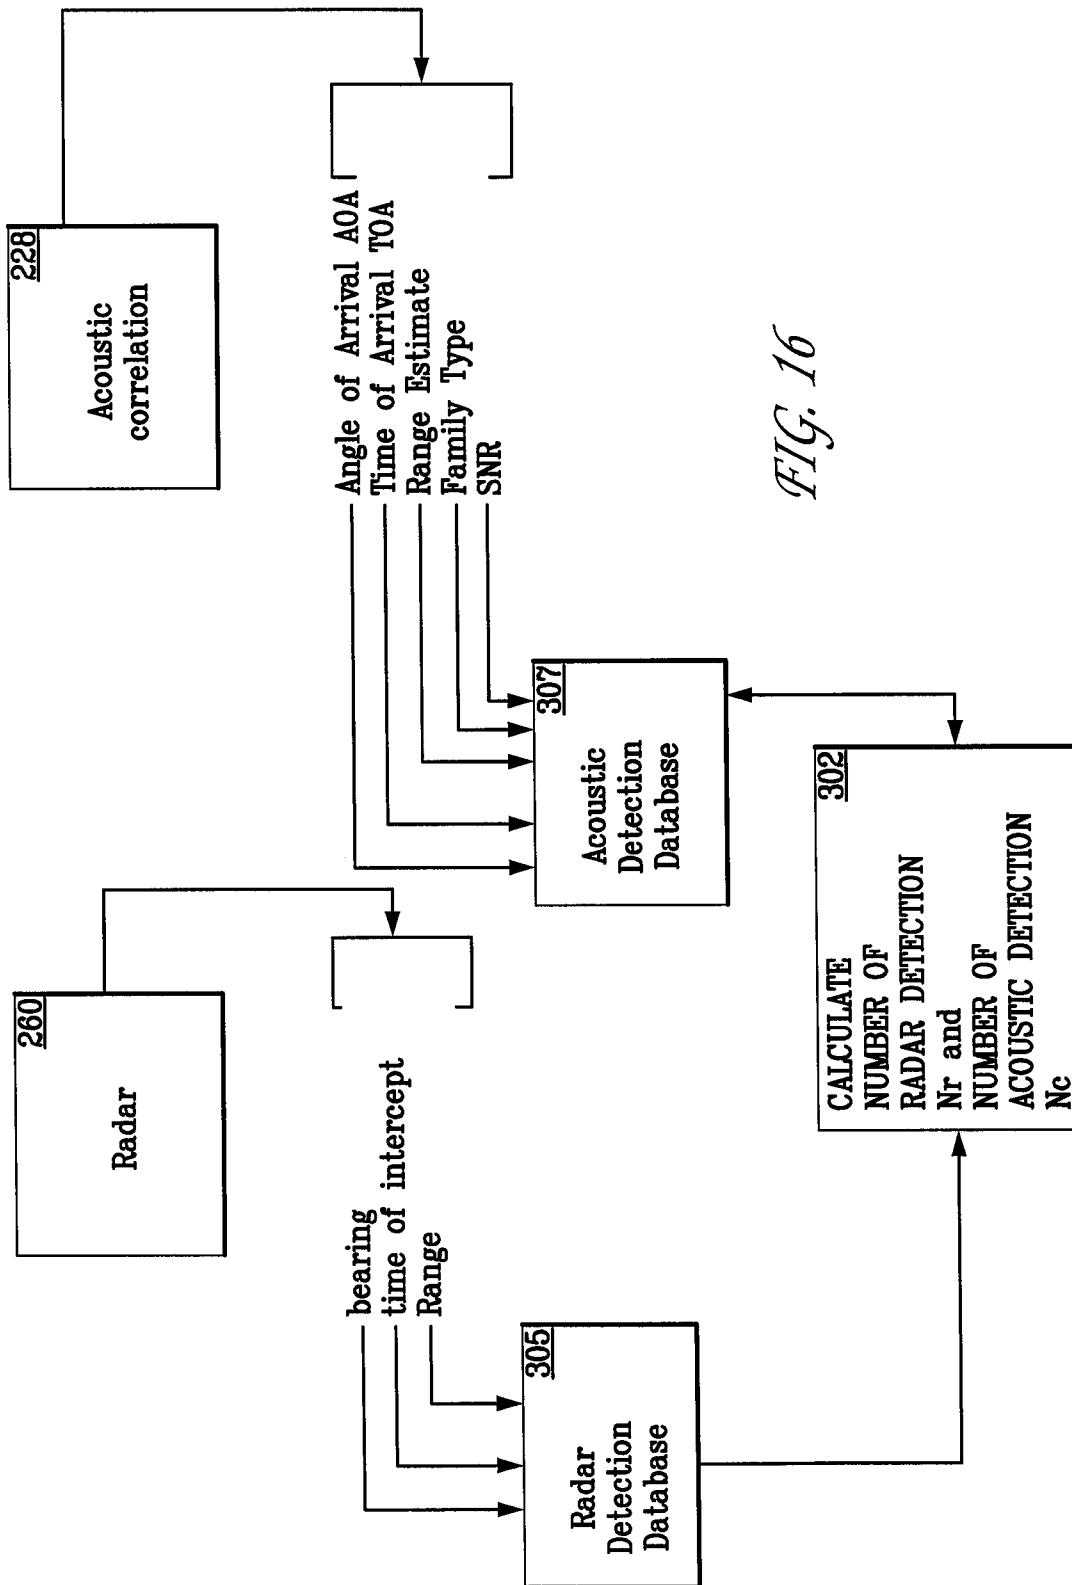 260
Radar
228
Acoustic
correlation
bearing
time of intercept
Range
Angle of Arrival AOA
Time of Arrival TOA
Range Estimate
Family Type
SNR
305
Radar
Detection
Database
307
Acoustic
Detection
Database
302
CALCULATE
NUMBER OF
RADAR DETECTION
Nr and
NUMBER OF
ACOUSTIC DETECTION
Nc
FIG. 16